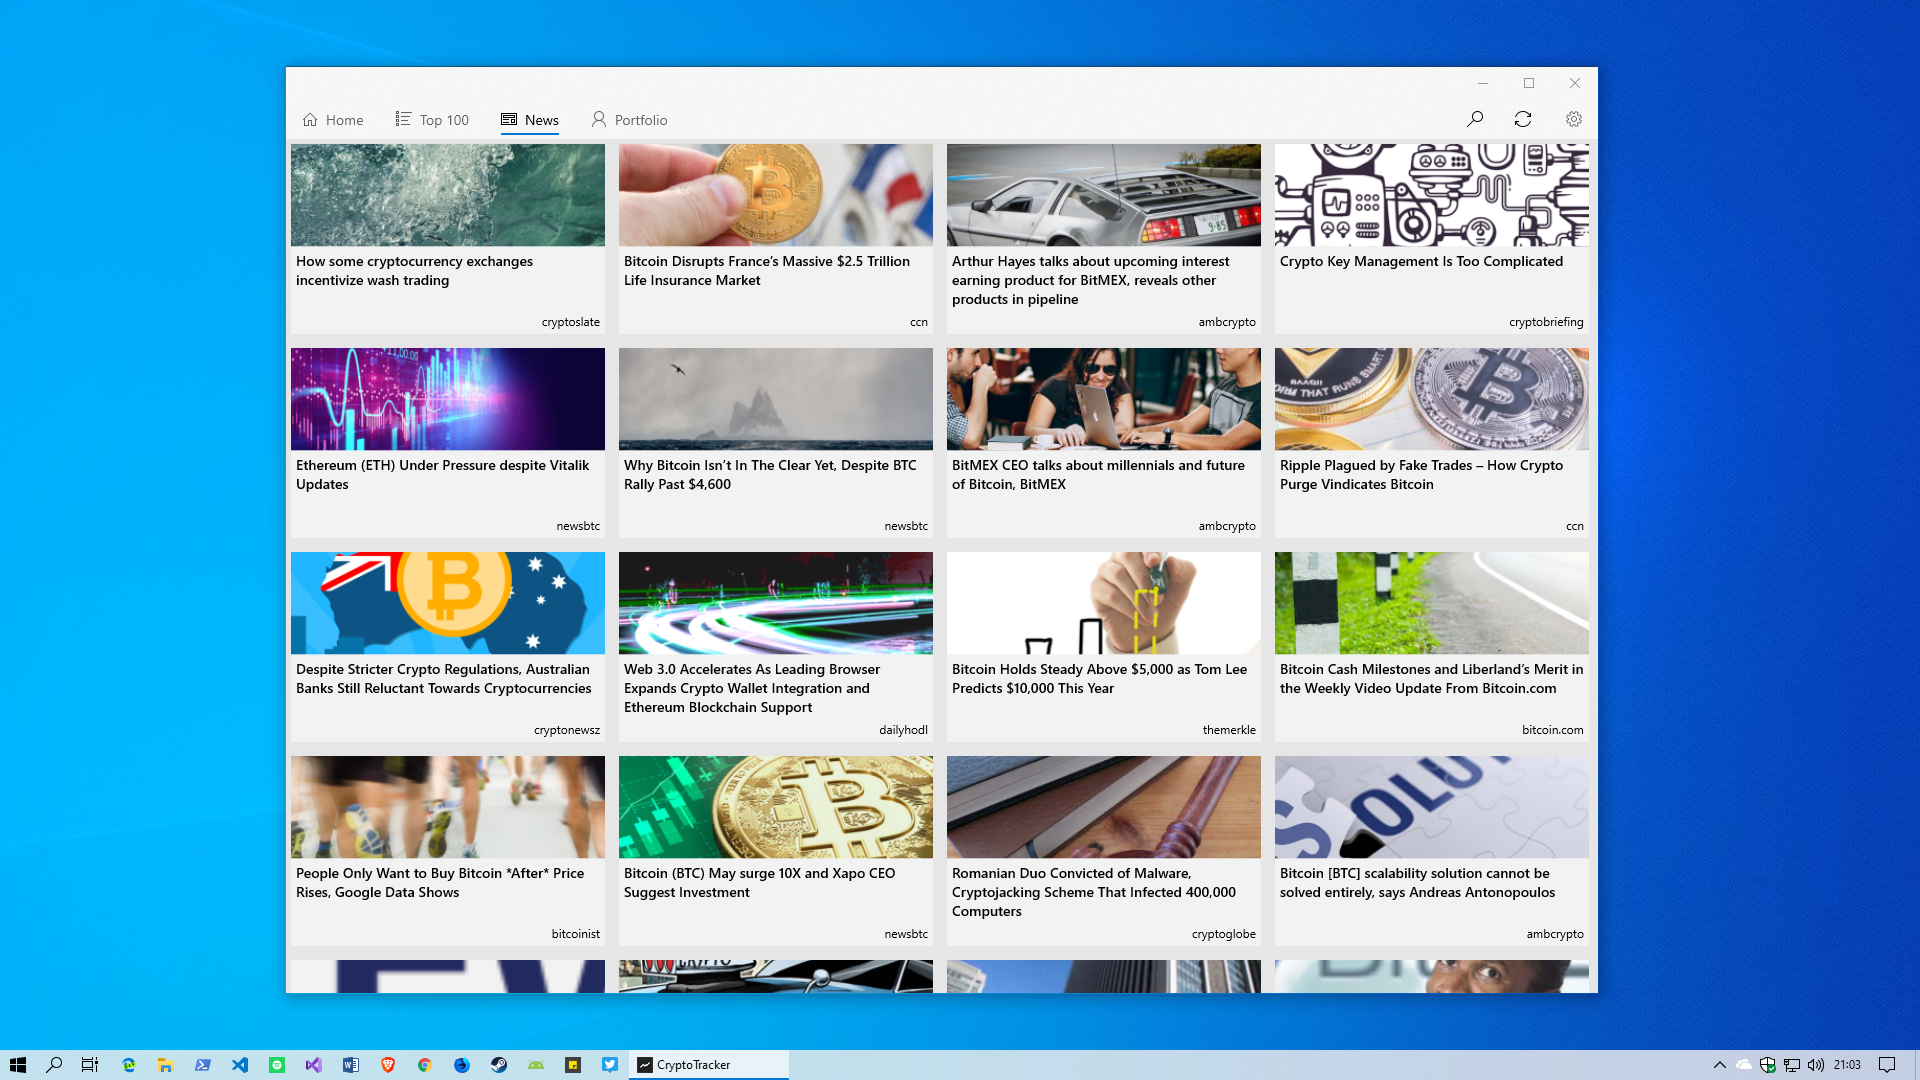 Home
Top 100
News
Portfolio
9·85
How some cryptocurrency exchanges
incentivize wash trading
cryptoslate
Bitcoin Disrupts France’s Massive $2.5 Trillion
Life Insurance Market
ccn
Arthur Hayes talks about upcoming interest
earning product for BitMEX, reveals other
products in pipeline
ambcrypto
Crypto Key Management Is Too Complicated
cryptobriefing
Ethereum (ETH) Under Pressure despite Vitalik
Updates
newsbtc
Why Bitcoin Isn’t In The Clear Yet, Despite BTC
Rally Past $4,600
newsbtc
BitMEX CEO talks about millennials and future
of Bitcoin, BitMEX
ambcrypto
THAT RUNS
Ripple Plagued by Fake Trades – How Crypto
Purge Vindicates Bitcoin
ccn
Despite Stricter Crypto Regulations, Australian
Banks Still Reluctant Towards Cryptocurrencies
cryptonewsz
Web 3.0 Accelerates As Leading Browser
Expands Crypto Wallet Integration and
Ethereum Blockchain Support
dailyhodl
Bitcoin Holds Steady Above $5,000 as Tom Lee
Predicts $10,000 This Year
themerkle
Bitcoin Cash Milestones and Liberland’s Merit in
the Weekly Video Update From Bitcoin.com
bitcoin.com
People Only Want to Buy Bitcoin *After* Price
Rises, Google Data Shows
bitcoinist
Bitcoin (BTC) May surge 10X and Xapo CEO
Suggest Investment
newsbtc
Romanian Duo Convicted of Malware,
Cryptojacking Scheme That Infected 400,000
Computers
cryptoglobe
SOLUT
Bitcoin [BTC] scalability solution cannot be
solved entirely, says Andreas Antonopoulos
ambcrypto
CRYPTO
CryptoTracker
21:03